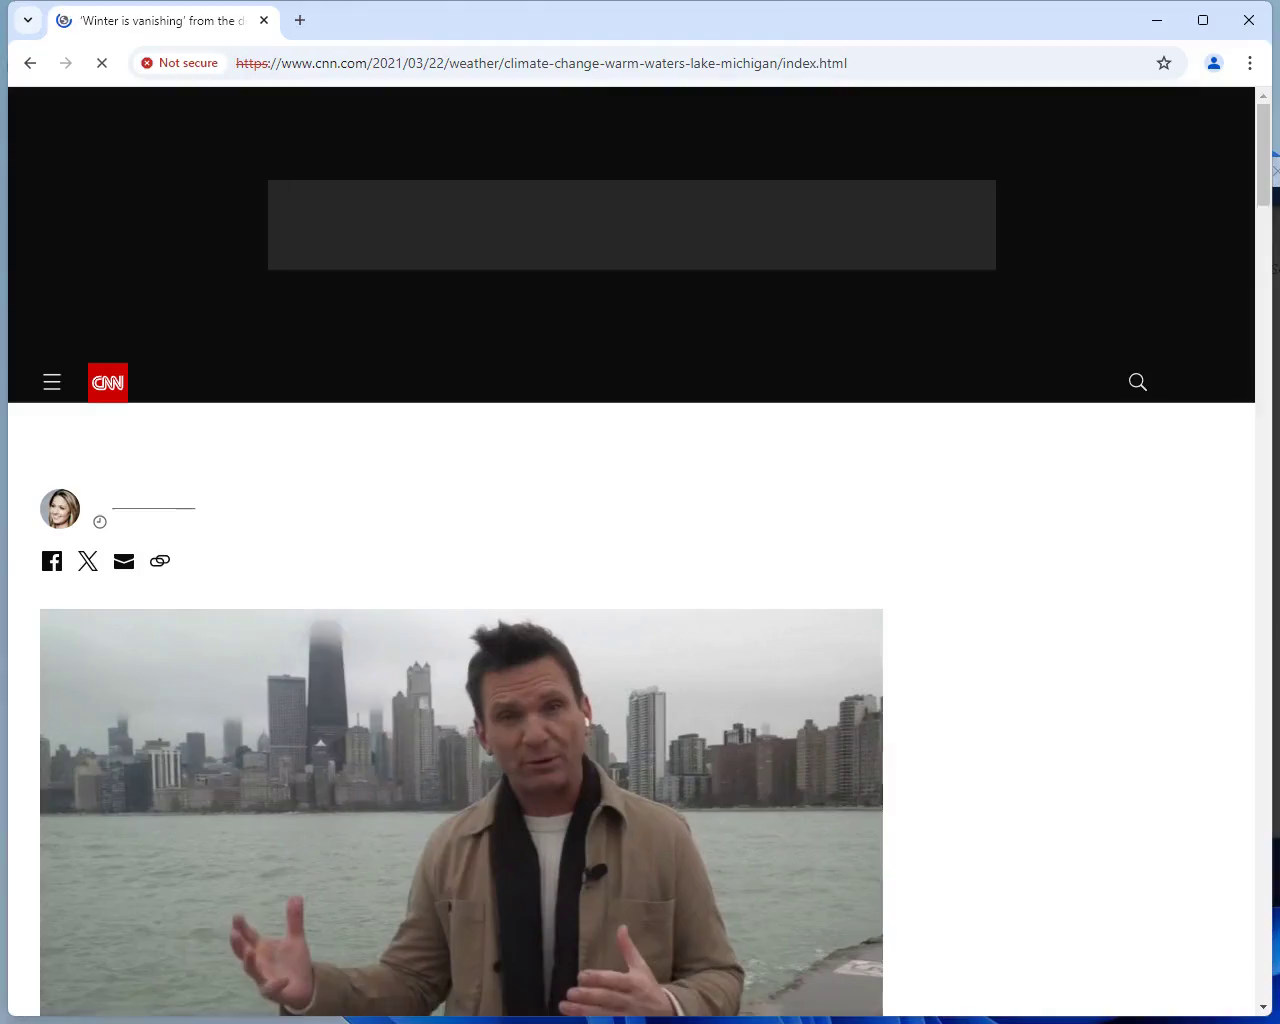 'Winter is vanishing' from the d
Not secure
https://www.cnn.com/2021/03/22/weather/climate-change-warm-waters-lake-michigan/index.html
CNN